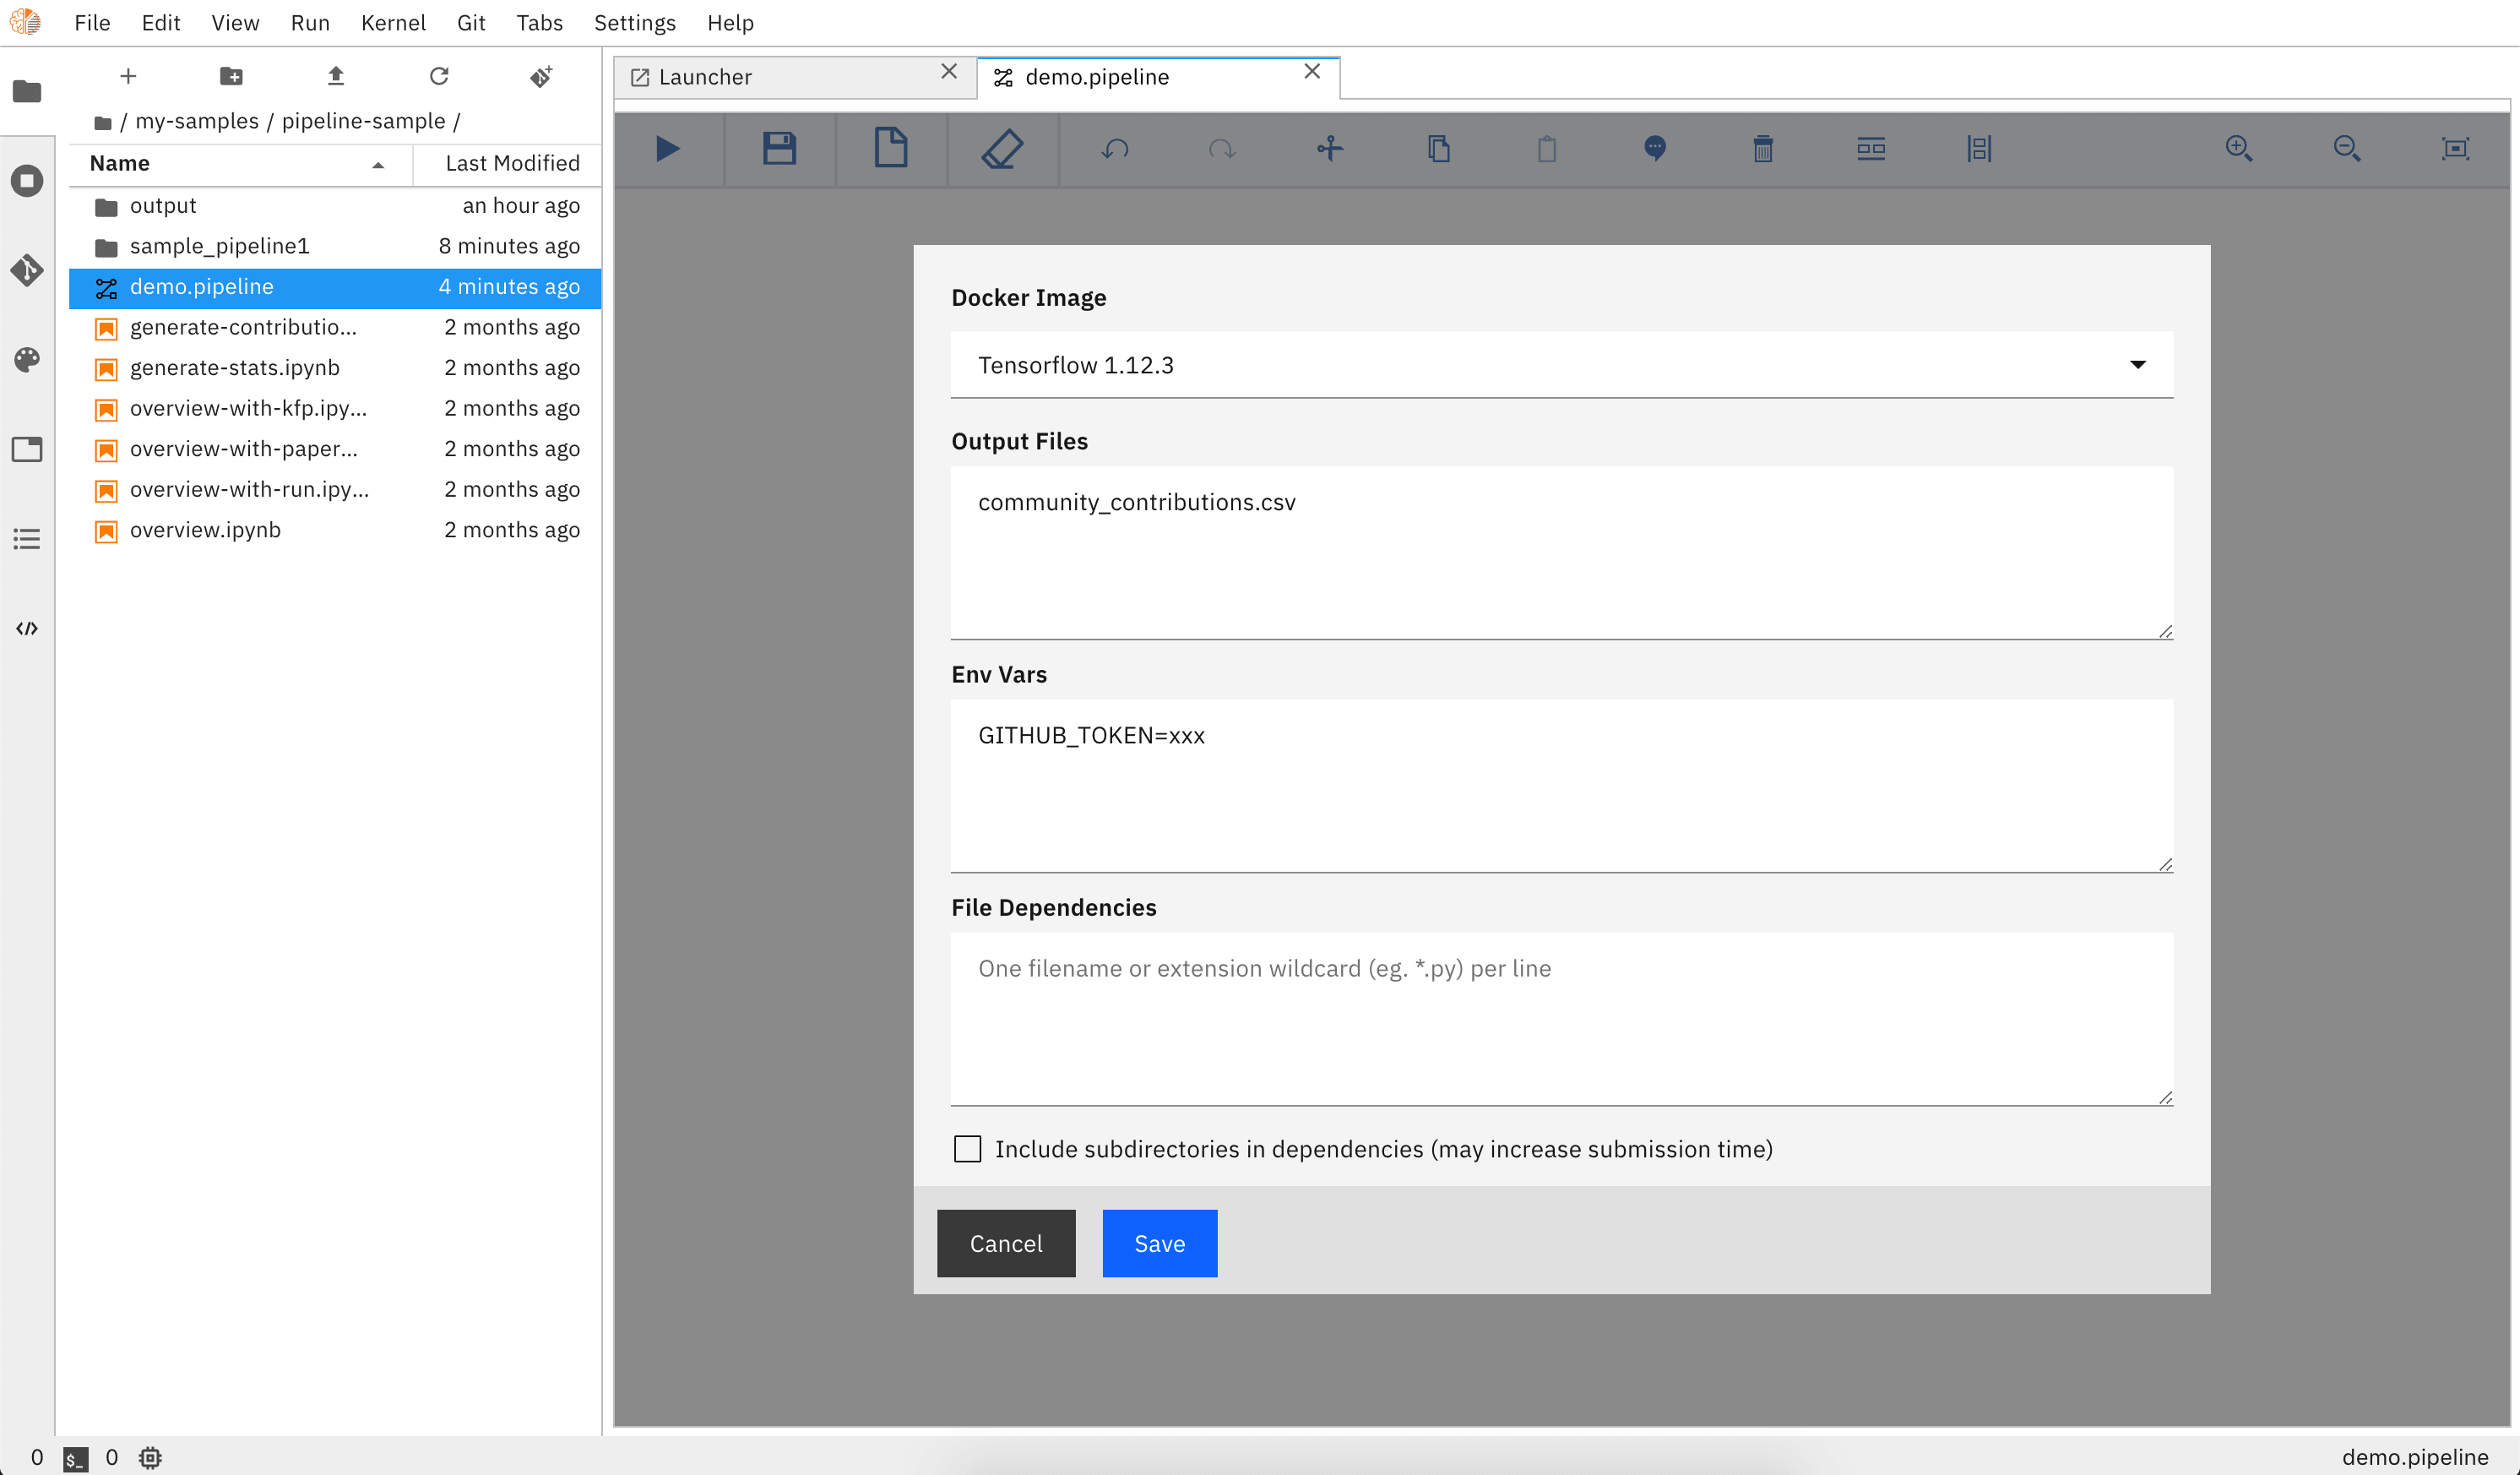 File Edit View Run Kernel Git Tabs Settings Help
/ my-samples / pipeline-sample /
Name Last Modified
output an hour ago
sample_pipeline1 8 minutes ago
demo.pipeline 4 minutes ago
generate-contributio... 2 months ago
generate-stats.ipynb 2 months ago
overview-with-kfp.ipy... 2 months ago
overview-with-paper... 2 months ago
overview-with-run.ipy... 2 months ago
overview.ipynb 2 months ago
Launcher demo.pipeline
Docker Image
Tensorflow 1.12.3
Output Files
community_contributions.csv
Env Vars
GITHUB_TOKEN=xxx
File Dependencies
One filename or extension wildcard (eg. *.py) per line
Include subdirectories in dependencies (may increase submission time)
Cancel Save
0 $_ 0 demo.pipeline